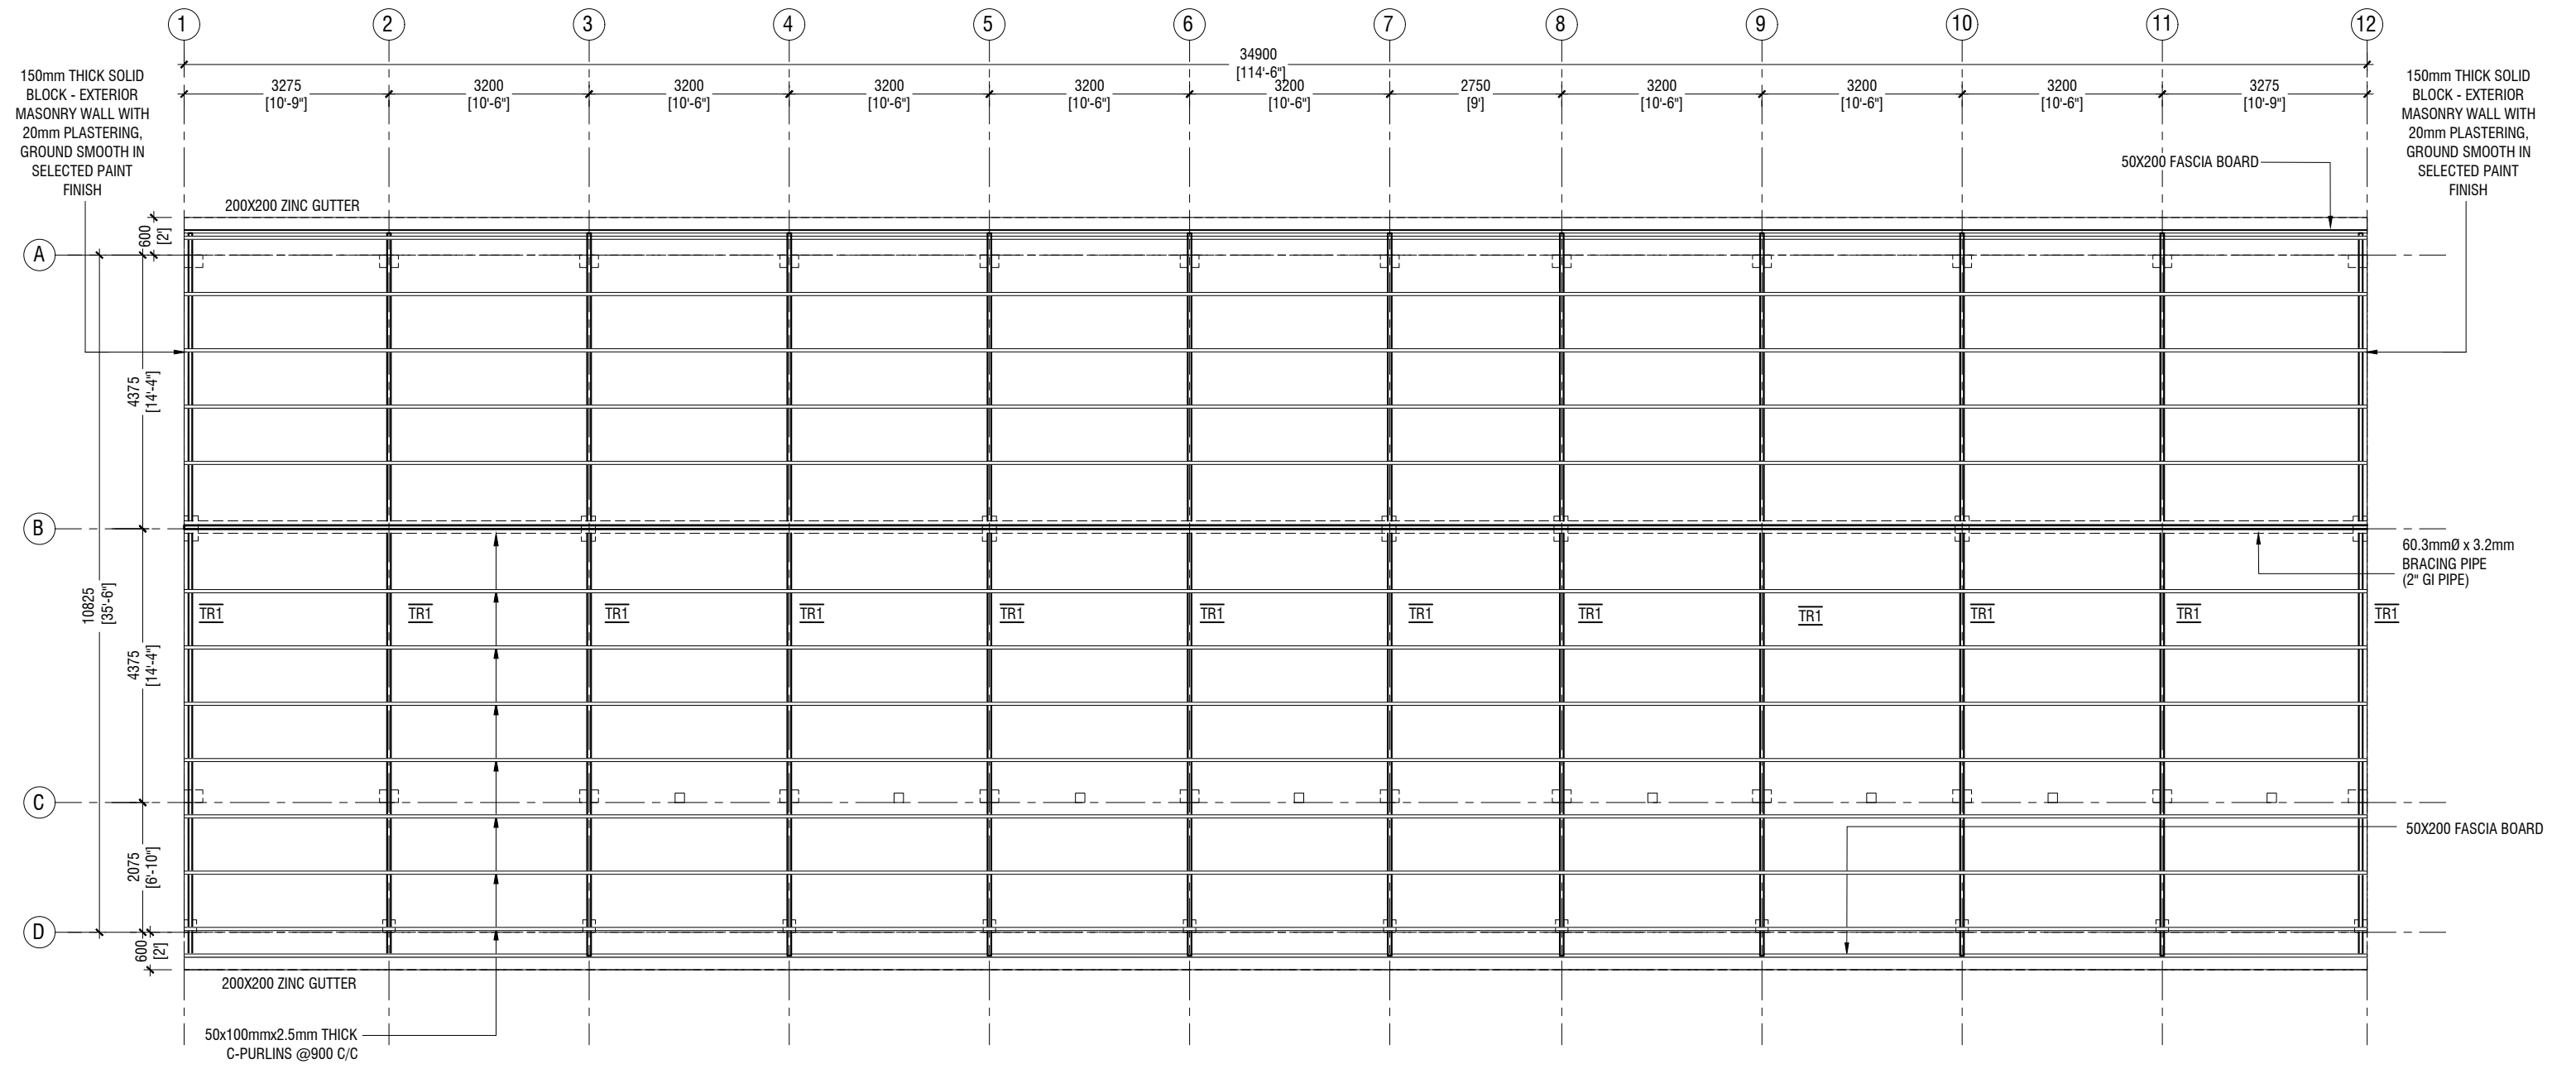 1 2 3 4 5 6 7 8 9 10 11 12
34900
[114'-6"]
3275 3200 3200 3200 3200 3200 2750 3200 3200 3200 3275
[10'-9"] [10'-6"] [10'-6"] [10'-6"] [10'-6"] [10'-6"] [9'] [10'-6"] [10'-6"] [10'-6"] [10'-9"]
150mm THICK SOLID
BLOCK - EXTERIOR
MASONRY WALL WITH
20mm PLASTERING,
GROUND SMOOTH IN
SELECTED PAINT
FINISH
150mm THICK SOLID
BLOCK - EXTERIOR
MASONRY WALL WITH
20mm PLASTERING,
GROUND SMOOTH IN
SELECTED PAINT
FINISH
50X200 FASCIA BOARD
200X200 ZINC GUTTER
600
[2']
A
4375
[14'-4"]
B
60.3mmØ x 3.2mm
BRACING PIPE
(2" GI PIPE)
10825
[35'-6"]
TR1 TR1 TR1 TR1 TR1 TR1 TR1 TR1 TR1 TR1 TR1 TR1
4375
[14'-4"]
C
50X200 FASCIA BOARD
2075
[6'-10"]
D
600
[2']
200X200 ZINC GUTTER
50x100mmx2.5mm THICK
C-PURLINS @900 C/C